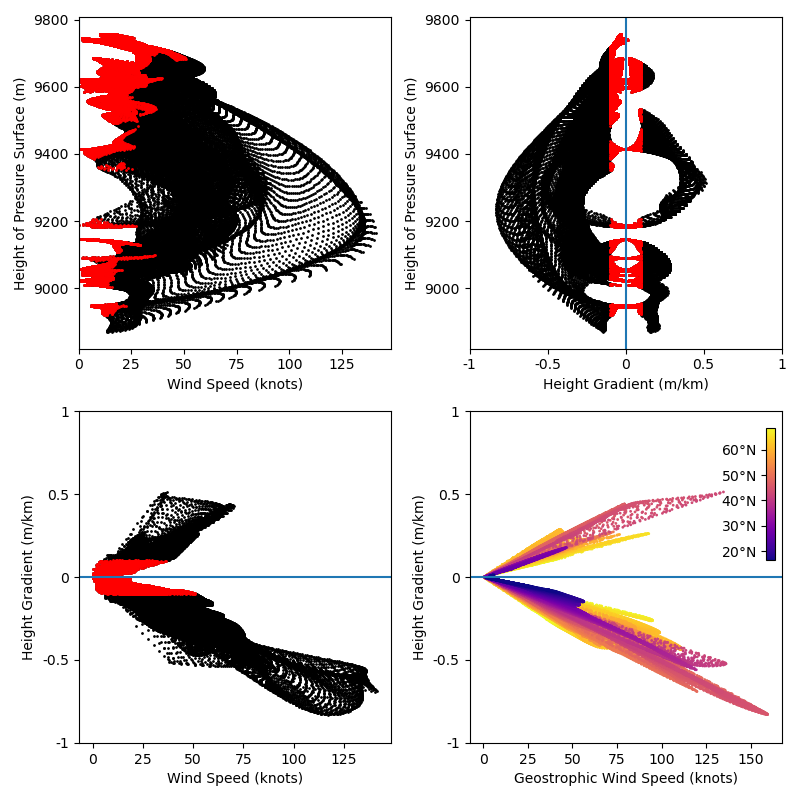 9800
9600
9400
9200
9000
Height of Pressure Surface (m)
0 25 50 75 100 125
Wind Speed (knots)
9800
9600
9400
9200
9000
Height of Pressure Surface (m)
-1 -0.5 0 0.5 1
Height Gradient (m/km)
1
0.5
0
-0.5
-1
Height Gradient (m/km)
0 25 50 75 100 125
Wind Speed (knots)
1
0.5
0
-0.5
-1
Height Gradient (m/km)
60°N
50°N
40°N
30°N
20°N
0 25 50 75 100 125 150
Geostrophic Wind Speed (knots)